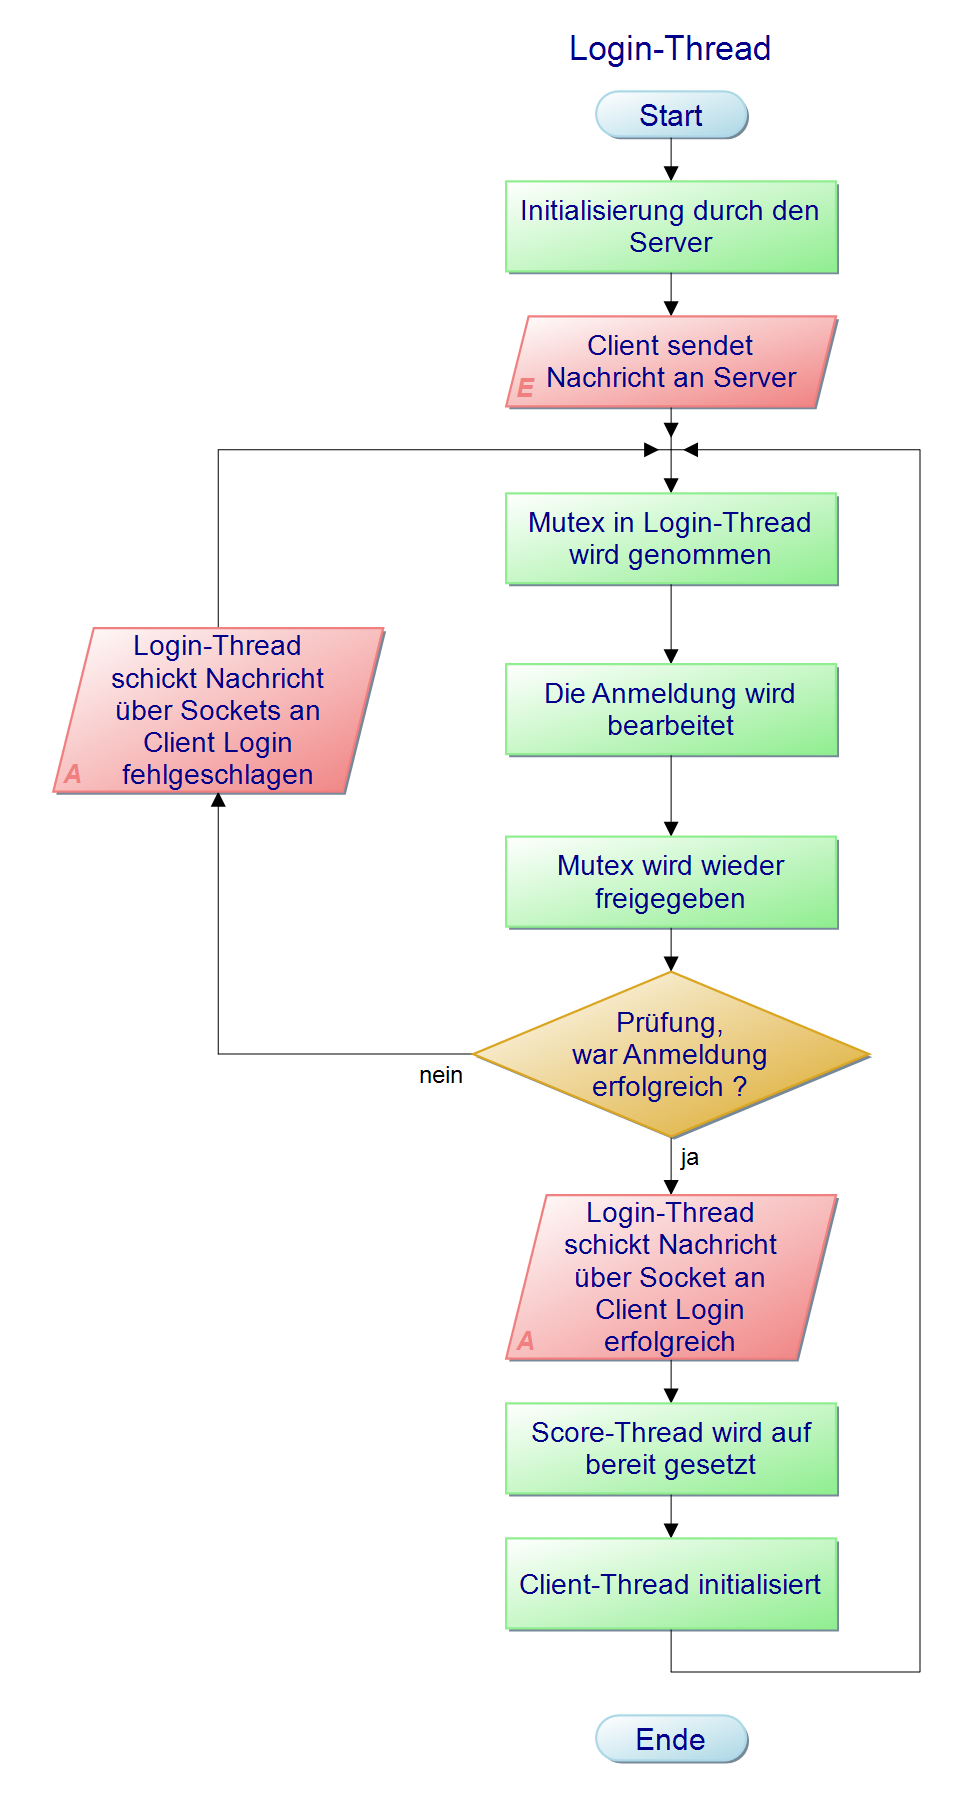 Login-Thread
Start
Initialisierung durch den
Server
Client sendet
Nachricht an Server
E
Mutex in Login-Thread
wird genommen
Login-Thread
schickt Nachricht
über Sockets an
Client Login
fehlgeschlagen
A
Die Anmeldung wird
bearbeitet
Mutex wird wieder
freigegeben
Prüfung,
war Anmeldung
erfolgreich ?
nein
ja
Login-Thread
schickt Nachricht
über Socket an
Client Login
erfolgreich
A
Score-Thread wird auf
bereit gesetzt
Client-Thread initialisiert
Ende